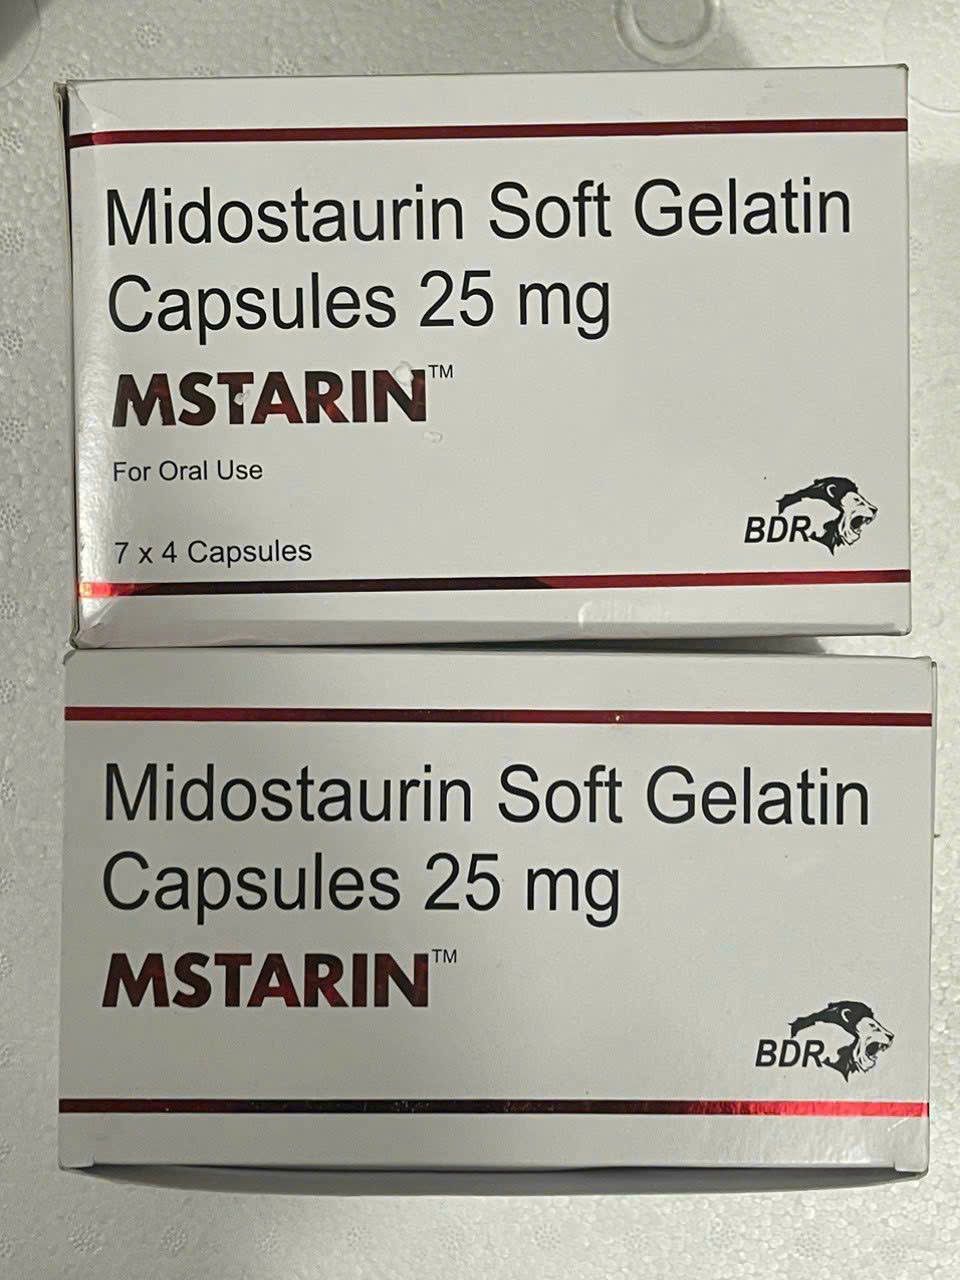 Midostaurin Soft Gelatin
Capsules 25 mg
MSTARIN™
For Oral Use
7 x 4 Capsules
BDR
Midostaurin Soft Gelatin
Capsules 25 mg
MSTARIN™
BDR